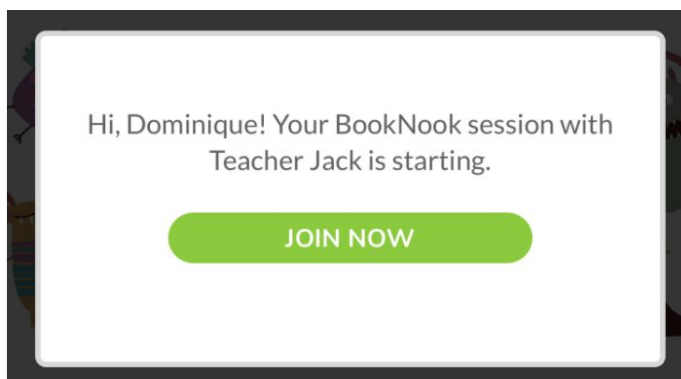 Hi, Dominique! Your BookNook session with
Teacher Jack is starting.
JOIN NOW